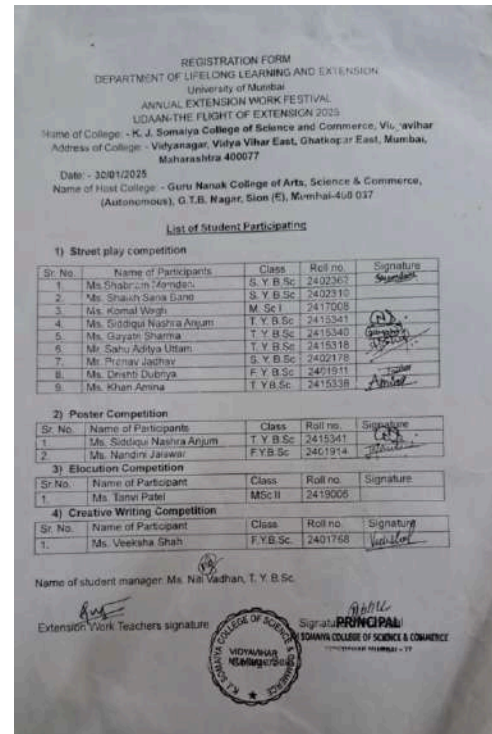 REGISTRATION FORM
DEPARTMENT OF LIFELONG LEARNING AND EXTENSION
University of Mumbai
ANNUAL EXTENSION WORK FESTIVAL
UDAAN-THE FLIGHT OF EXTENSION 2025
Name of College: - K. J. Somaiya College of Science and Commerce, Vidyavihar
Address of College - Vidyanagar, Vidya Vihar East, Ghatkopar East, Mumbai,
Maharashtra 400077
Date: - 30/01/2025
Name of Host College: - Guru Nanak College of Arts, Science & Commerce,
(Autonomous), G.T.B. Nagar, Sion (E), Mumbai-400 037
List of Student Participating
1) Street play competition
Sr. No. Name of Participants Class Roll no. Signature
1. Ms. Shabnam S. Y. B.Sc 2402362
2. Ms. Shaikh Sana Bano S. Y. B.Sc 2402310
3. Ms. Komal Wagh M. Sc I 2417008
4. Ms. Siddiqui Nashra Anjum T. Y. B.Sc 2415341
5. Ms. Gayatri Sharma T. Y. B.Sc 2415340
6. Mr. Sahu Aditya Uttam T. Y. B.Sc 2415318
7. Mr. Pranav Jadhav S. Y. B.Sc 2402178
8. Ms. Drishti Dubriya F. Y. B.Sc 2401911
9. Ms. Khan Amina T. Y. B.Sc 2415338 Amina
2) Poster Competition
Sr. No. Name of Participants Class Roll no. Signature
1 Ms. Siddiqui Nashra Anjum T. Y. B.Sc 2415341
2. Ms. Nandini Jaiswar F.Y.B.Sc 2401914
3) Elocution Competition
Sr.No. Name of Participant Class Roll no. Signature
1. Ms. Tanvi Patel MSc II 2419006
4) Creative Writing Competition
Sr. No. Name of Participant Class Roll no. Signature
1. Ms. Veeksha Shah F.Y.B.Sc. 2401768
Name of student manager: Ms. Niti Vadhan, T. Y. B.Sc.
Extension Work Teachers signature
PRINCIPAL
SOMAIYA COLLEGE OF SCIENCE & COMMERCE
K.J. SOMAIYA COLLEGE OF SCIENCE & COMMERCE
VIDYAVIHAR